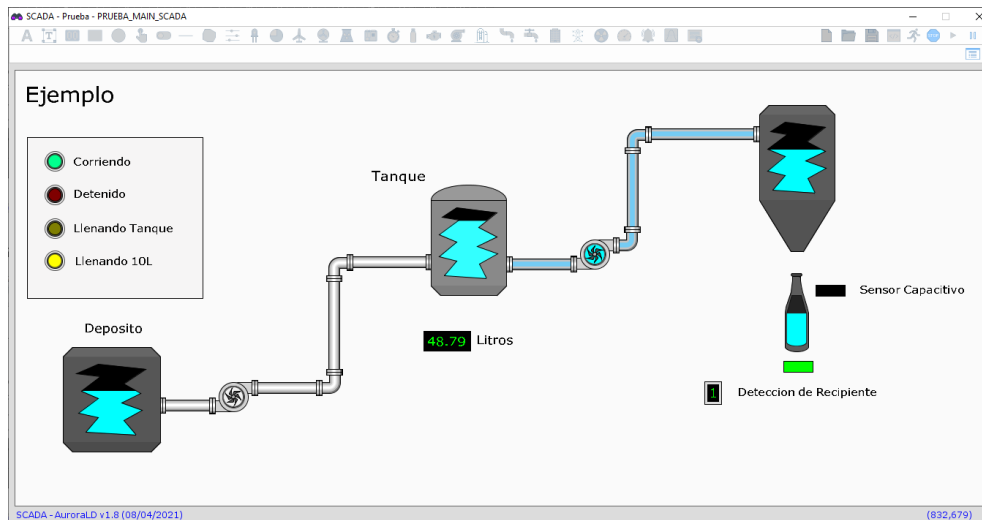 SCADA - Prueba - PRUEBA_MAIN_SCADA
Ejemplo
Corriendo
Detenido
Llenando Tanque
Llenando 10L
Tanque
Sensor Capacitivo
Deposito
48.79 Litros
1 Deteccion de Recipiente
SCADA - AuroraLD v1.8 (08/04/2021)
(832,679)